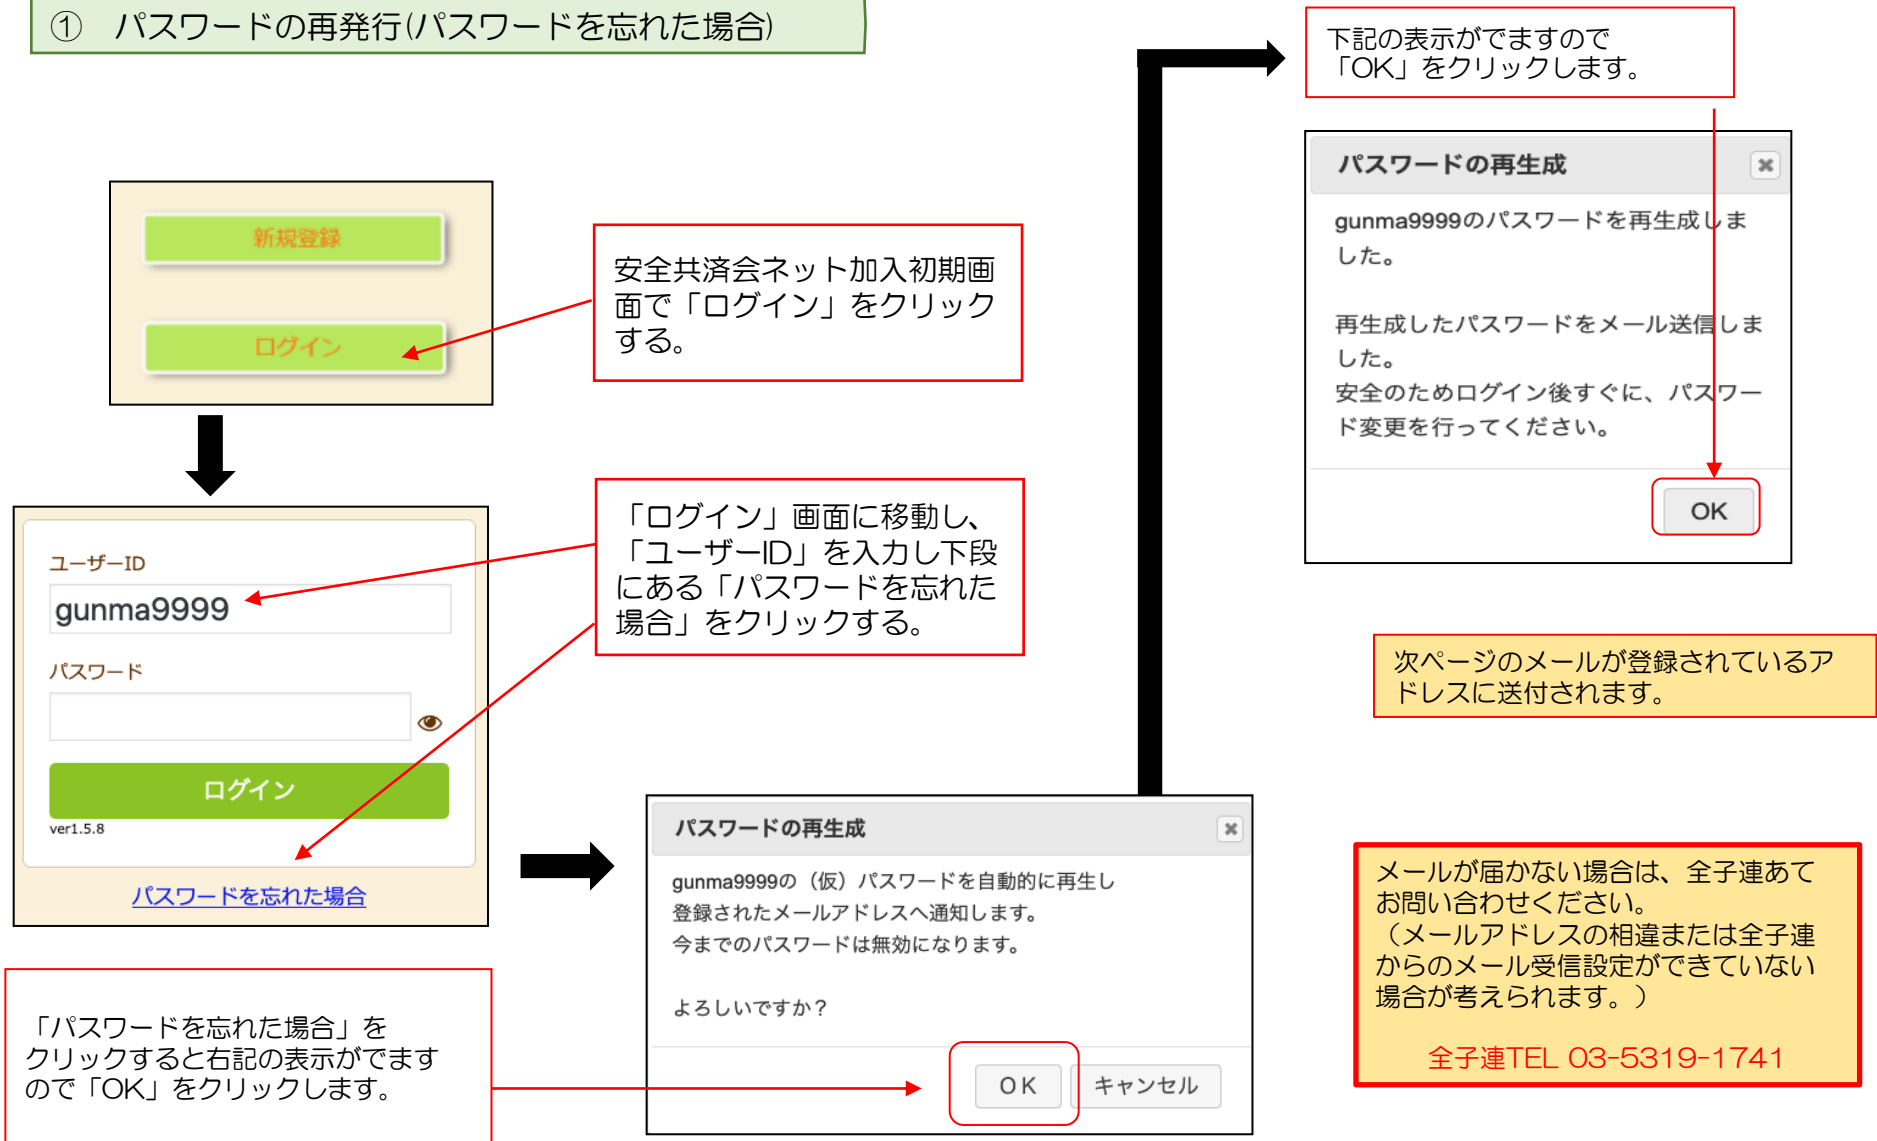 ① パスワードの再発行(パスワードを忘れた場合)
新規登録
ログイン
安全共済会ネット加入初期画
面で「ログイン」をクリック
する。
ユーザーID
gunma9999
パスワード
ログイン
ver1.5.8
パスワードを忘れた場合
「ログイン」画面に移動し、
「ユーザーID」を入力し下段
にある「パスワードを忘れた
場合」をクリックする。
「パスワードを忘れた場合」を
クリックすると右記の表示がでます
ので「OK」をクリックします。
パスワードの再生成
gunma9999の（仮）パスワードを自動的に再生し
登録されたメールアドレスへ通知します。
今までのパスワードは無効になります。
よろしいですか？
OK
キャンセル
下記の表示がでますので
「OK」をクリックします。
パスワードの再生成
gunma9999のパスワードを再生成しま
した。
再生成したパスワードをメール送信しま
した。
安全のためログイン後すぐに、パスワー
ド変更を行ってください。
OK
次ページのメールが登録されているア
ドレスに送付されます。
メールが届かない場合は、全子連あて
お問い合わせください。
（メールアドレスの相違または全子連
からのメール受信設定ができていない
場合が考えられます。）
全子連TEL 03-5319-1741